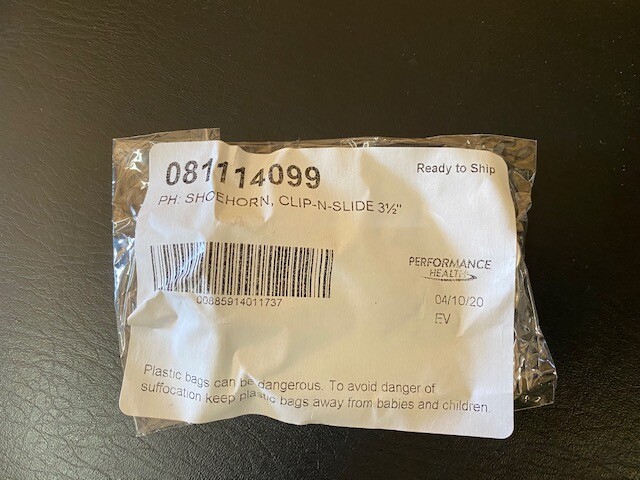 081114099
Ready to Ship
PH: SHOEHORN, CLIP-N-SLIDE 3½"
PERFORMANCE
HEALTH
00885914011737
04/10/20
EV
Plastic bags can be dangerous. To avoid danger of
suffocation keep plastic bags away from babies and children.